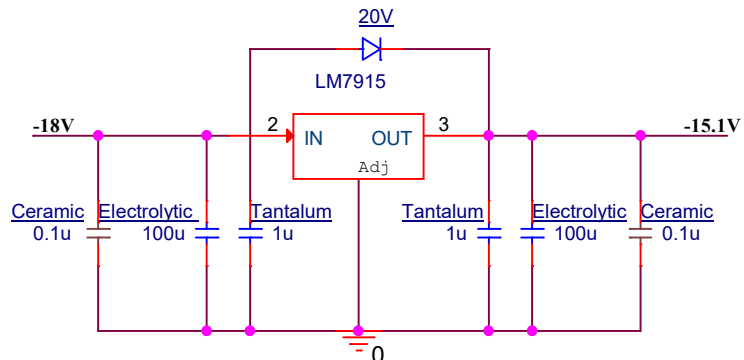 20V
LM7915
-18V
2
IN
OUT
3
-15.1V
Adj
Ceramic
0.1u
Electrolytic
100u
Tantalum
1u
Tantalum
1u
Electrolytic
100u
Ceramic
0.1u
0